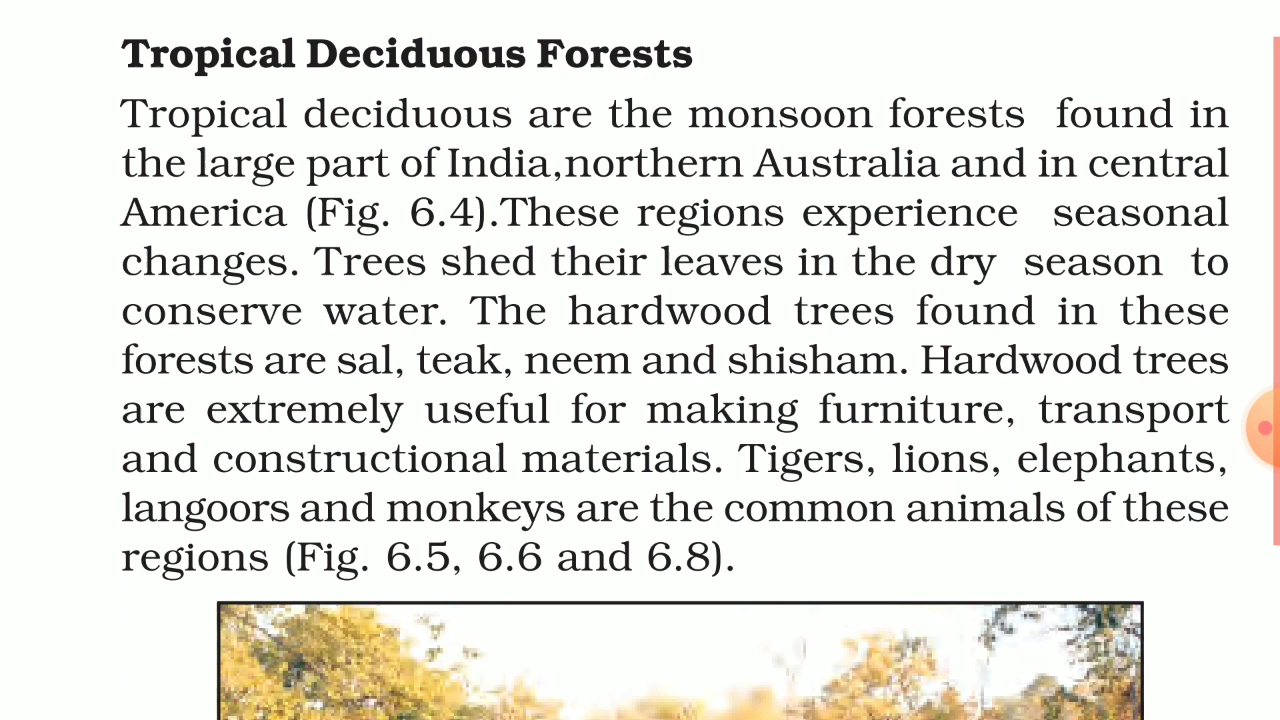 Tropical Deciduous Forests
Tropical deciduous are the monsoon forests found in
the large part of India,northern Australia and in central
America (Fig. 6.4).These regions experience seasonal
changes. Trees shed their leaves in the dry season to
conserve water. The hardwood trees found in these
forests are sal, teak, neem and shisham. Hardwood trees
are extremely useful for making furniture, transport
and constructional materials. Tigers, lions, elephants,
langoors and monkeys are the common animals of these
regions (Fig. 6.5, 6.6 and 6.8).